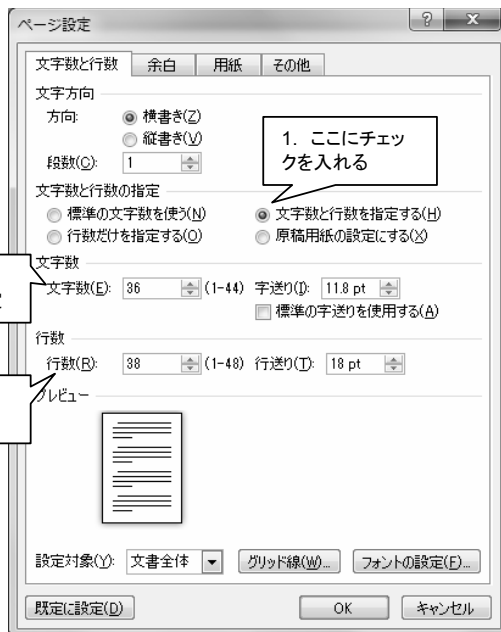 ページ設定
文字数と行数 余白 用紙 その他
文字方向
方向: 横書き(Z)
縦書き(V)
段数(C): 1
1. ここにチェッ
クを入れる
文字数と行数の指定
標準の文字数を使う(N) 文字数と行数を指定する(H)
行数だけを指定する(O) 原稿用紙の設定にする(X)
文字数
文字数(E): 36 (1-44) 字送り(I): 11.8 pt
標準の字送りを使用する(A)
行数
行数(R): 38 (1-48) 行送り(T): 18 pt
プレビュー
設定対象(Y): 文書全体 グリッド線(W)... フォントの設定(F)...
既定に設定(D) OK キャンセル